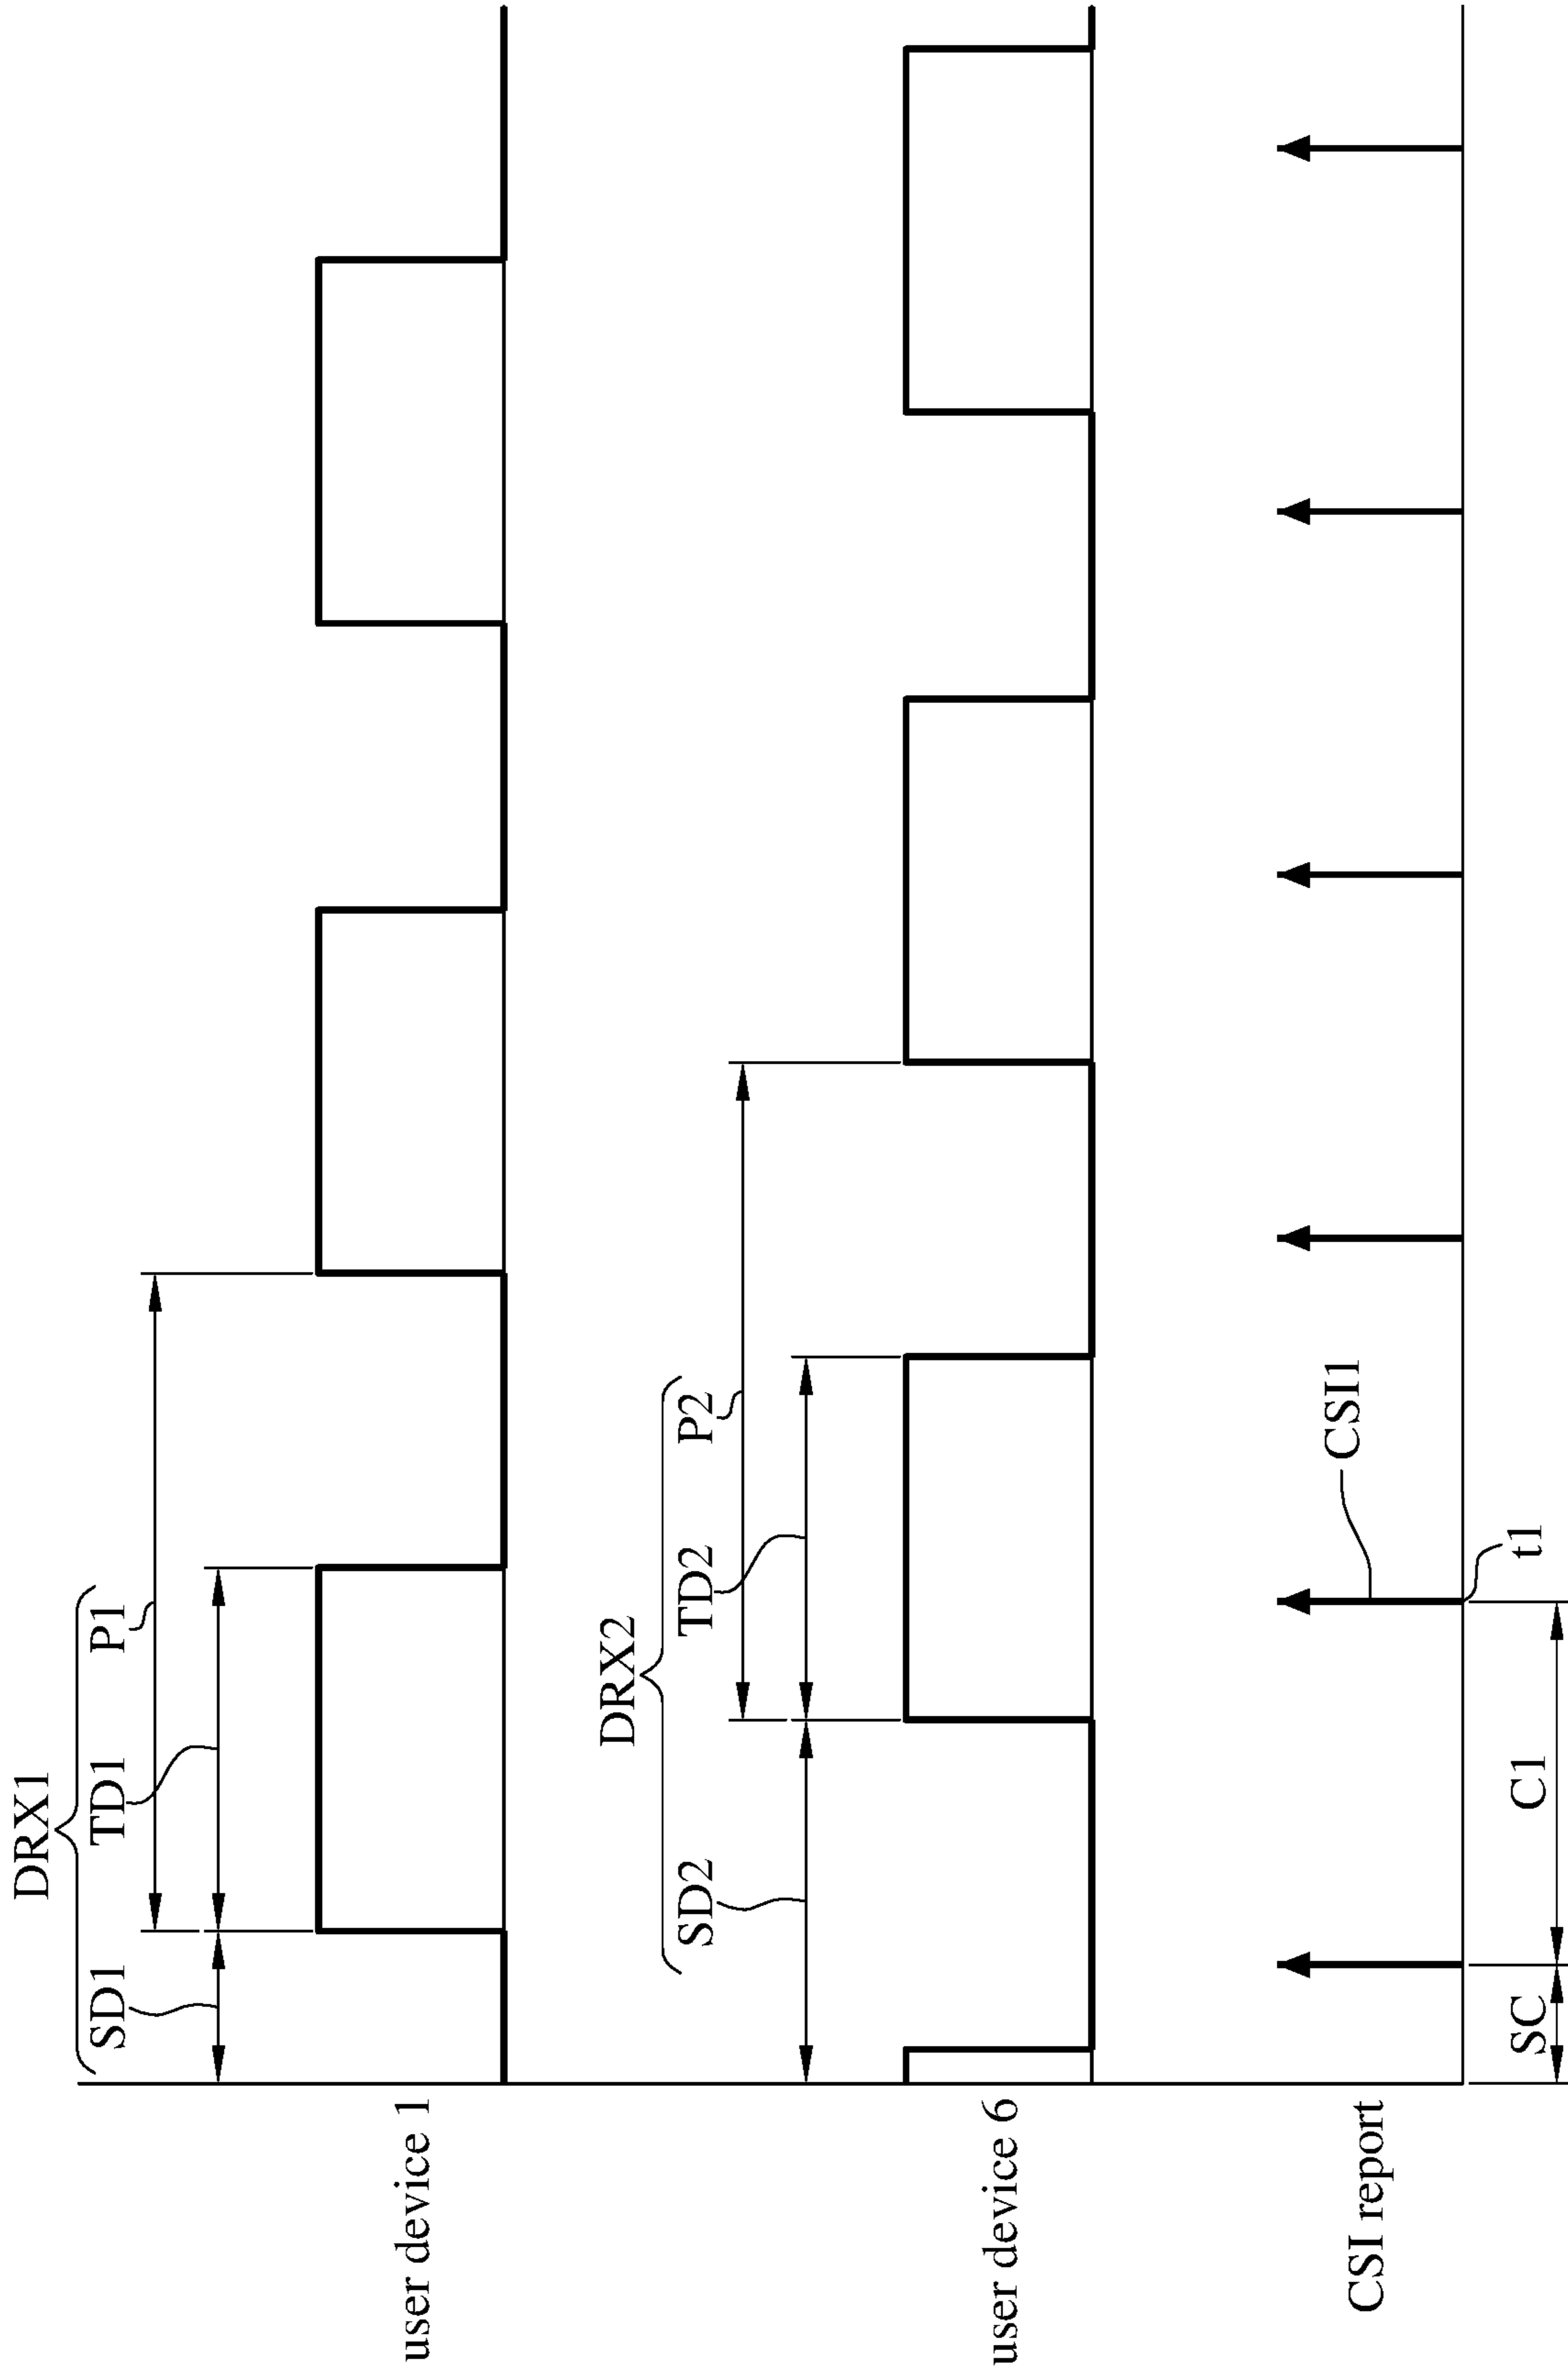 DRX1
SD1 TD1 P1
user device 1
DRX2
SD2 TD2 P2
user device 6
CSI1
CSI report
t1
SC C1